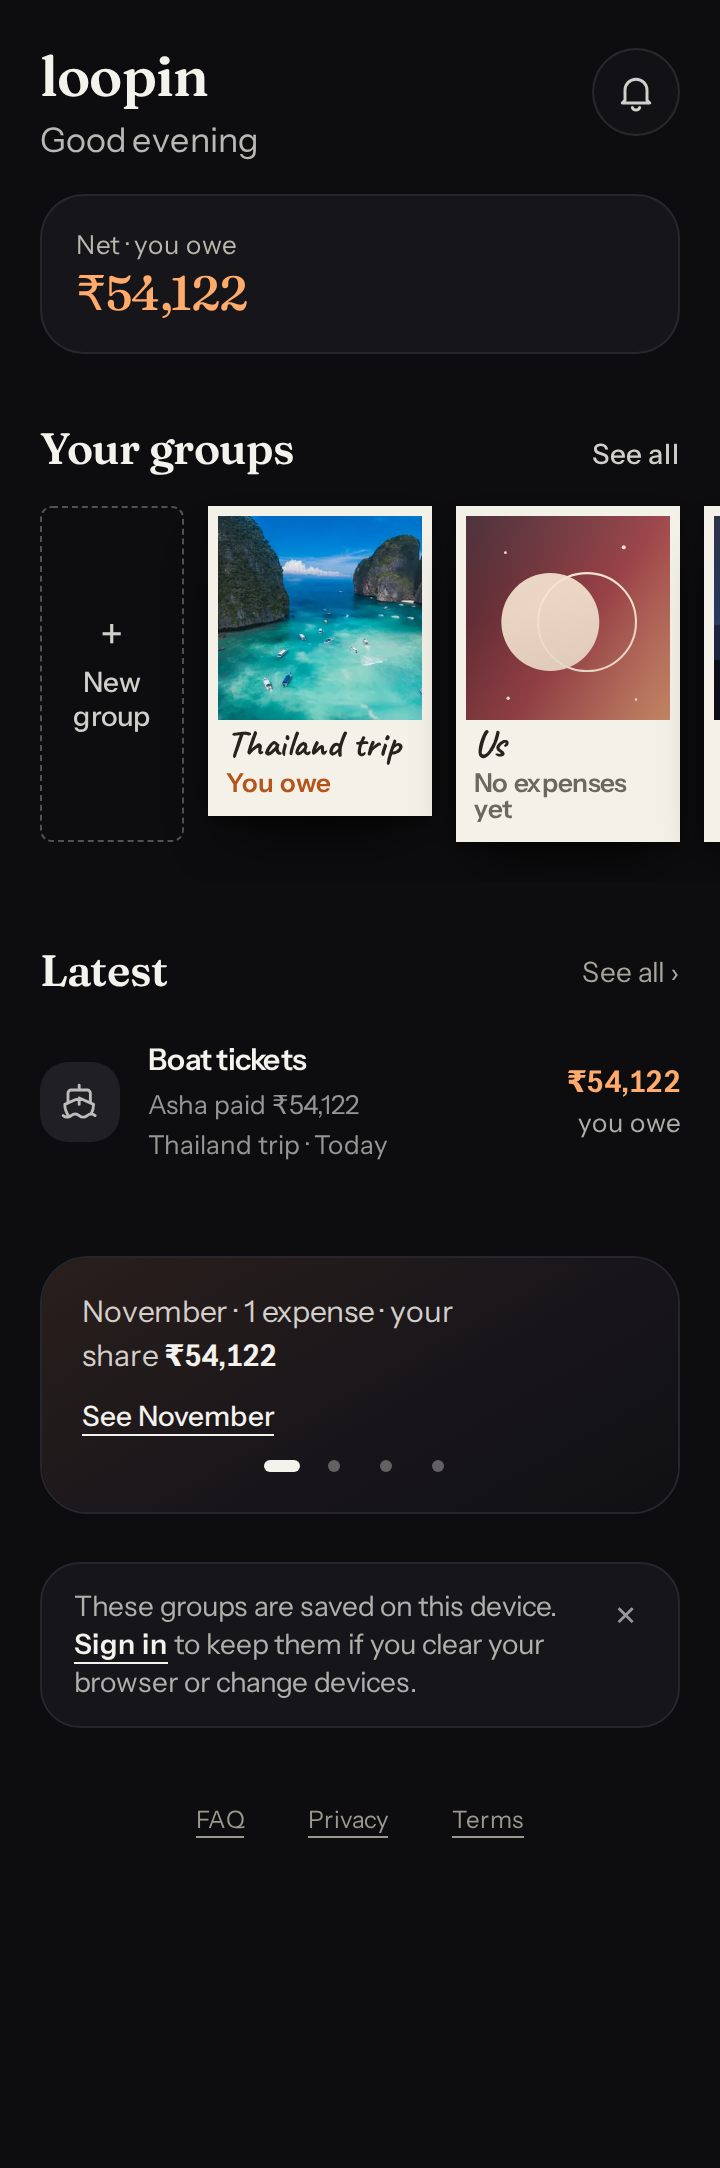 loopin
Good evening
Net · you owe
₹54,122
Your groups
See all
+
New
group
Thailand trip
You owe
Us
No expenses
yet
Latest
See all ›
Boat tickets
Asha paid ₹54,122
Thailand trip · Today
₹54,122
you owe
November · 1 expense · your
share ₹54,122
See November
These groups are saved on this device.
Sign in to keep them if you clear your
browser or change devices.
×
FAQ
Privacy
Terms